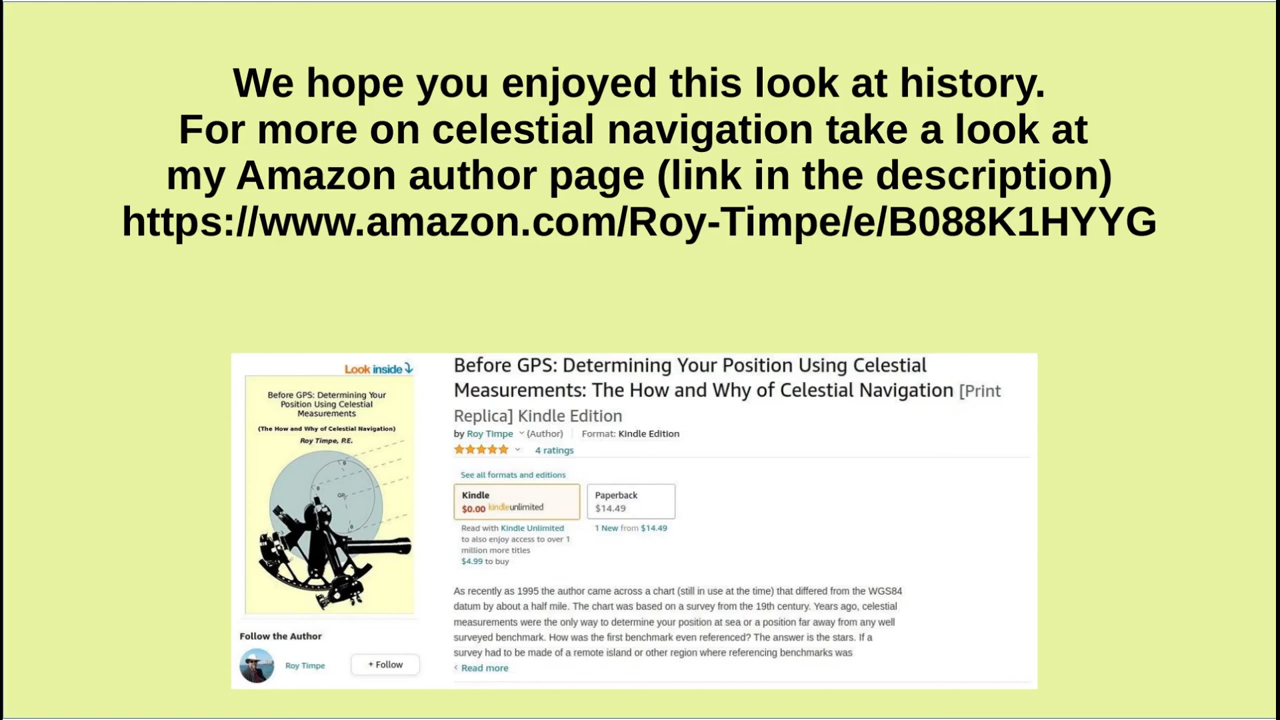 We hope you enjoyed this look at history.
For more on celestial navigation take a look at
my Amazon author page (link in the description)
https://www.amazon.com/Roy-Timpe/e/B088K1HYYG
Look inside
Before GPS: Determining Your
Position Using Celestial
Measurements
(The How and Why of Celestial Navigation)
Roy Timpe, P.E.
GP
Follow the Author
Roy Timpe
+ Follow
Before GPS: Determining Your Position Using Celestial
Measurements: The How and Why of Celestial Navigation [Print
Replica] Kindle Edition
by Roy Timpe (Author) Format: Kindle Edition
4 ratings
See all formats and editions
Kindle
$0.00 kindleunlimited
Paperback
$14.49
Read with Kindle Unlimited
to also enjoy access to over 1
million more titles
$4.99 to buy
1 New from $14.49
As recently as 1995 the author came across a chart (still in use at the time) that differed from the WGS84
datum by about a half mile. The chart was based on a survey from the 19th century. Years ago, celestial
measurements were the only way to determine your position at sea or a position far away from any well
surveyed benchmark. How was the first benchmark even referenced? The answer is the stars. If a
survey had to be made of a remote island or other region where referencing benchmarks was
Read more